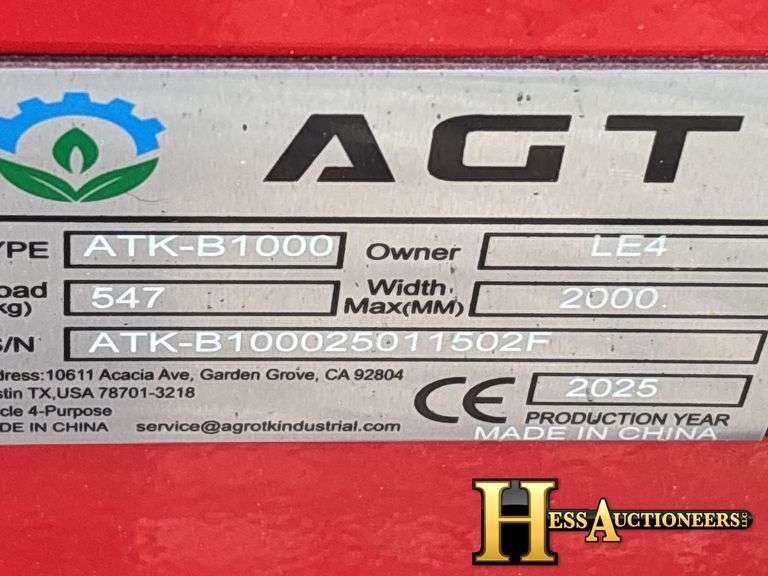 AGT
YPE ATK-B1000 Owner LE4
oad
kg) 547 Width
Max(MM) 2000
S/N ATK-B100025011502F
dress:10611 Acacia Ave, Garden Grove, CA 92804
stin TX,USA 78701-3218
icle 4-Purpose
DE IN CHINA service@agrotkindustrial.com
CE 2025
PRODUCTION YEAR
MADE IN CHINA
HESS AUCTIONEERS LLC